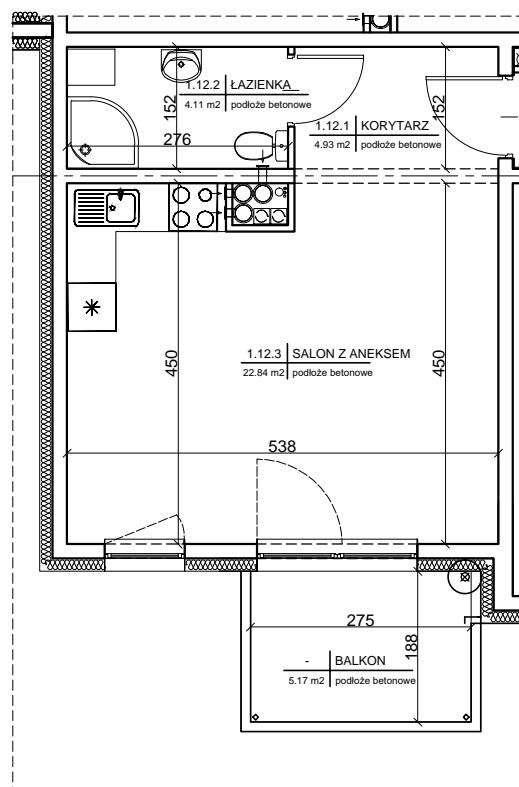 1.12.2 ŁAZIENKA
4.11 m2 podłoże betonowe
152
276
152
1.12.1 KORYTARZ
4.93 m2 podłoże betonowe
450
1.12.3 SALON Z ANEKSEM
22.84 m2 podłoże betonowe
450
538
275
188
- BALKON
5.17 m2 podłoże betonowe